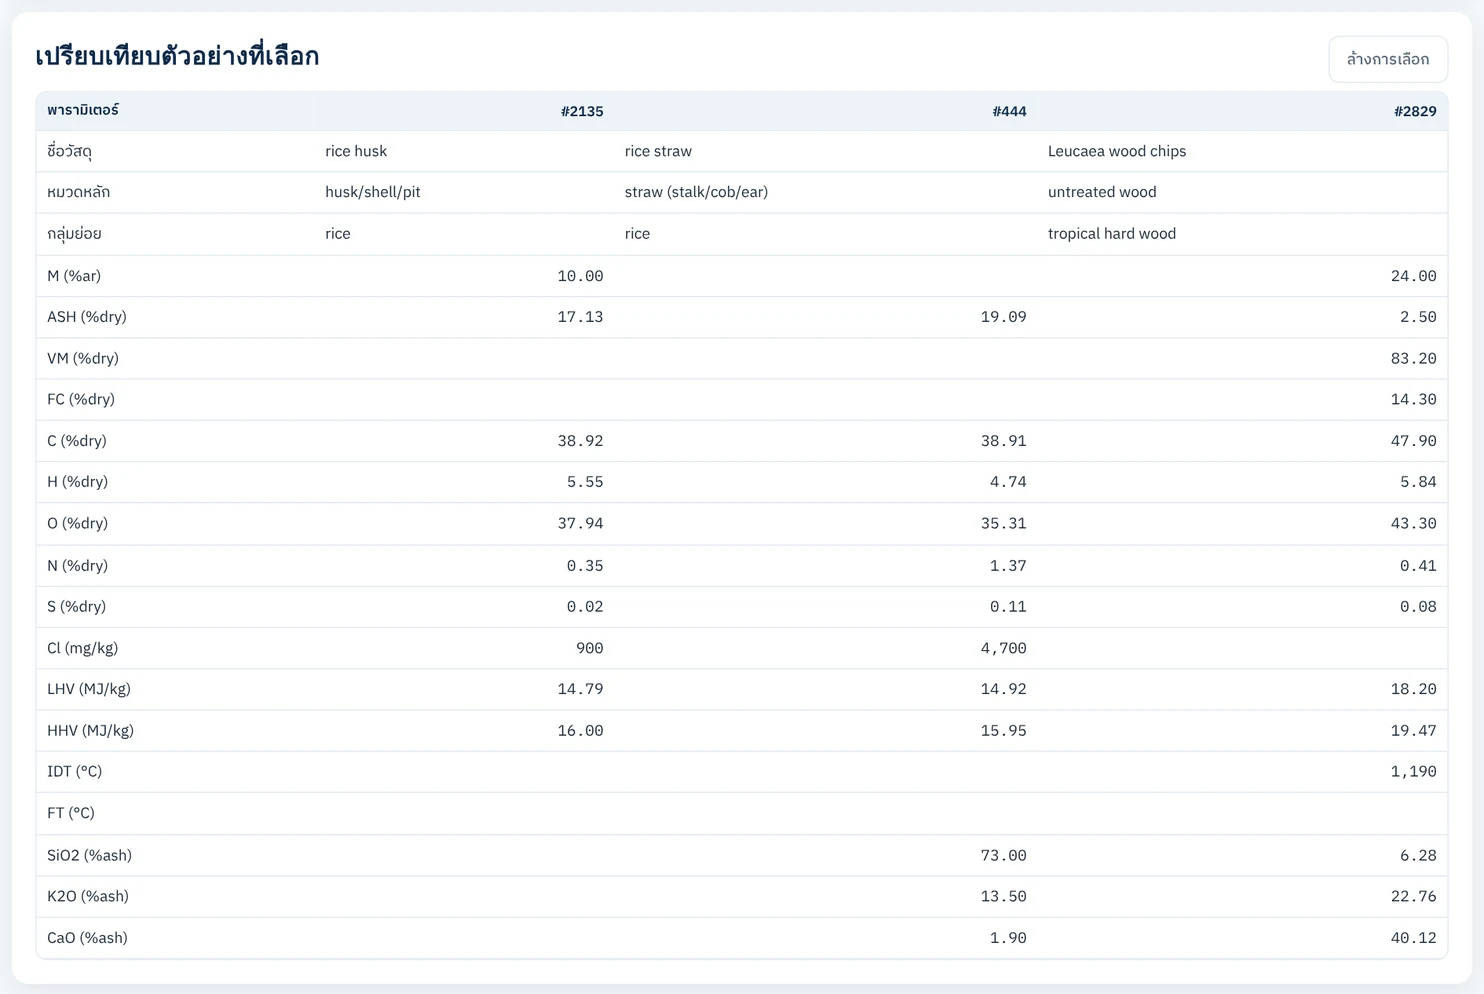 เปรียบเทียบตัวอย่างที่เลือก
ล้างการเลือก
พารามิเตอร์ #2135 #444 #2829
ชื่อวัสดุ rice husk rice straw Leucaea wood chips
หมวดหลัก husk/shell/pit straw (stalk/cob/ear) untreated wood
กลุ่มย่อย rice rice tropical hard wood
M (%ar) 10.00 24.00
ASH (%dry) 17.13 19.09 2.50
VM (%dry) 83.20
FC (%dry) 14.30
C (%dry) 38.92 38.91 47.90
H (%dry) 5.55 4.74 5.84
O (%dry) 37.94 35.31 43.30
N (%dry) 0.35 1.37 0.41
S (%dry) 0.02 0.11 0.08
Cl (mg/kg) 900 4,700
LHV (MJ/kg) 14.79 14.92 18.20
HHV (MJ/kg) 16.00 15.95 19.47
IDT (°C) 1,190
FT (°C)
SiO2 (%ash) 73.00 6.28
K2O (%ash) 13.50 22.76
CaO (%ash) 1.90 40.12